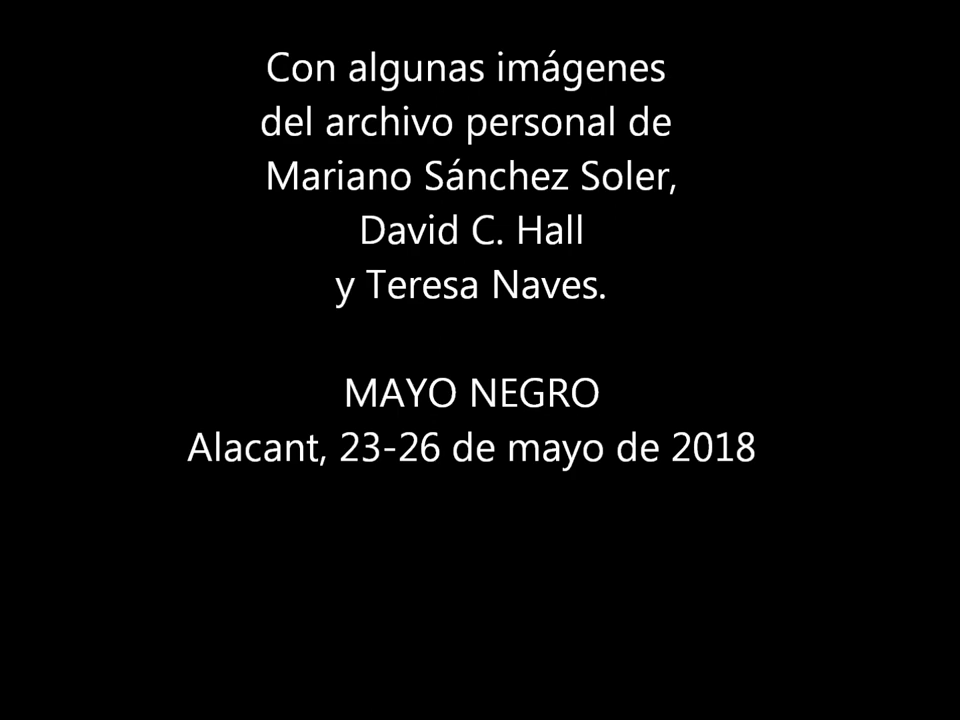 Con algunas imágenes
del archivo personal de
Mariano Sánchez Soler,
David C. Hall
y Teresa Naves.
MAYO NEGRO
Alacant, 23-26 de mayo de 2018